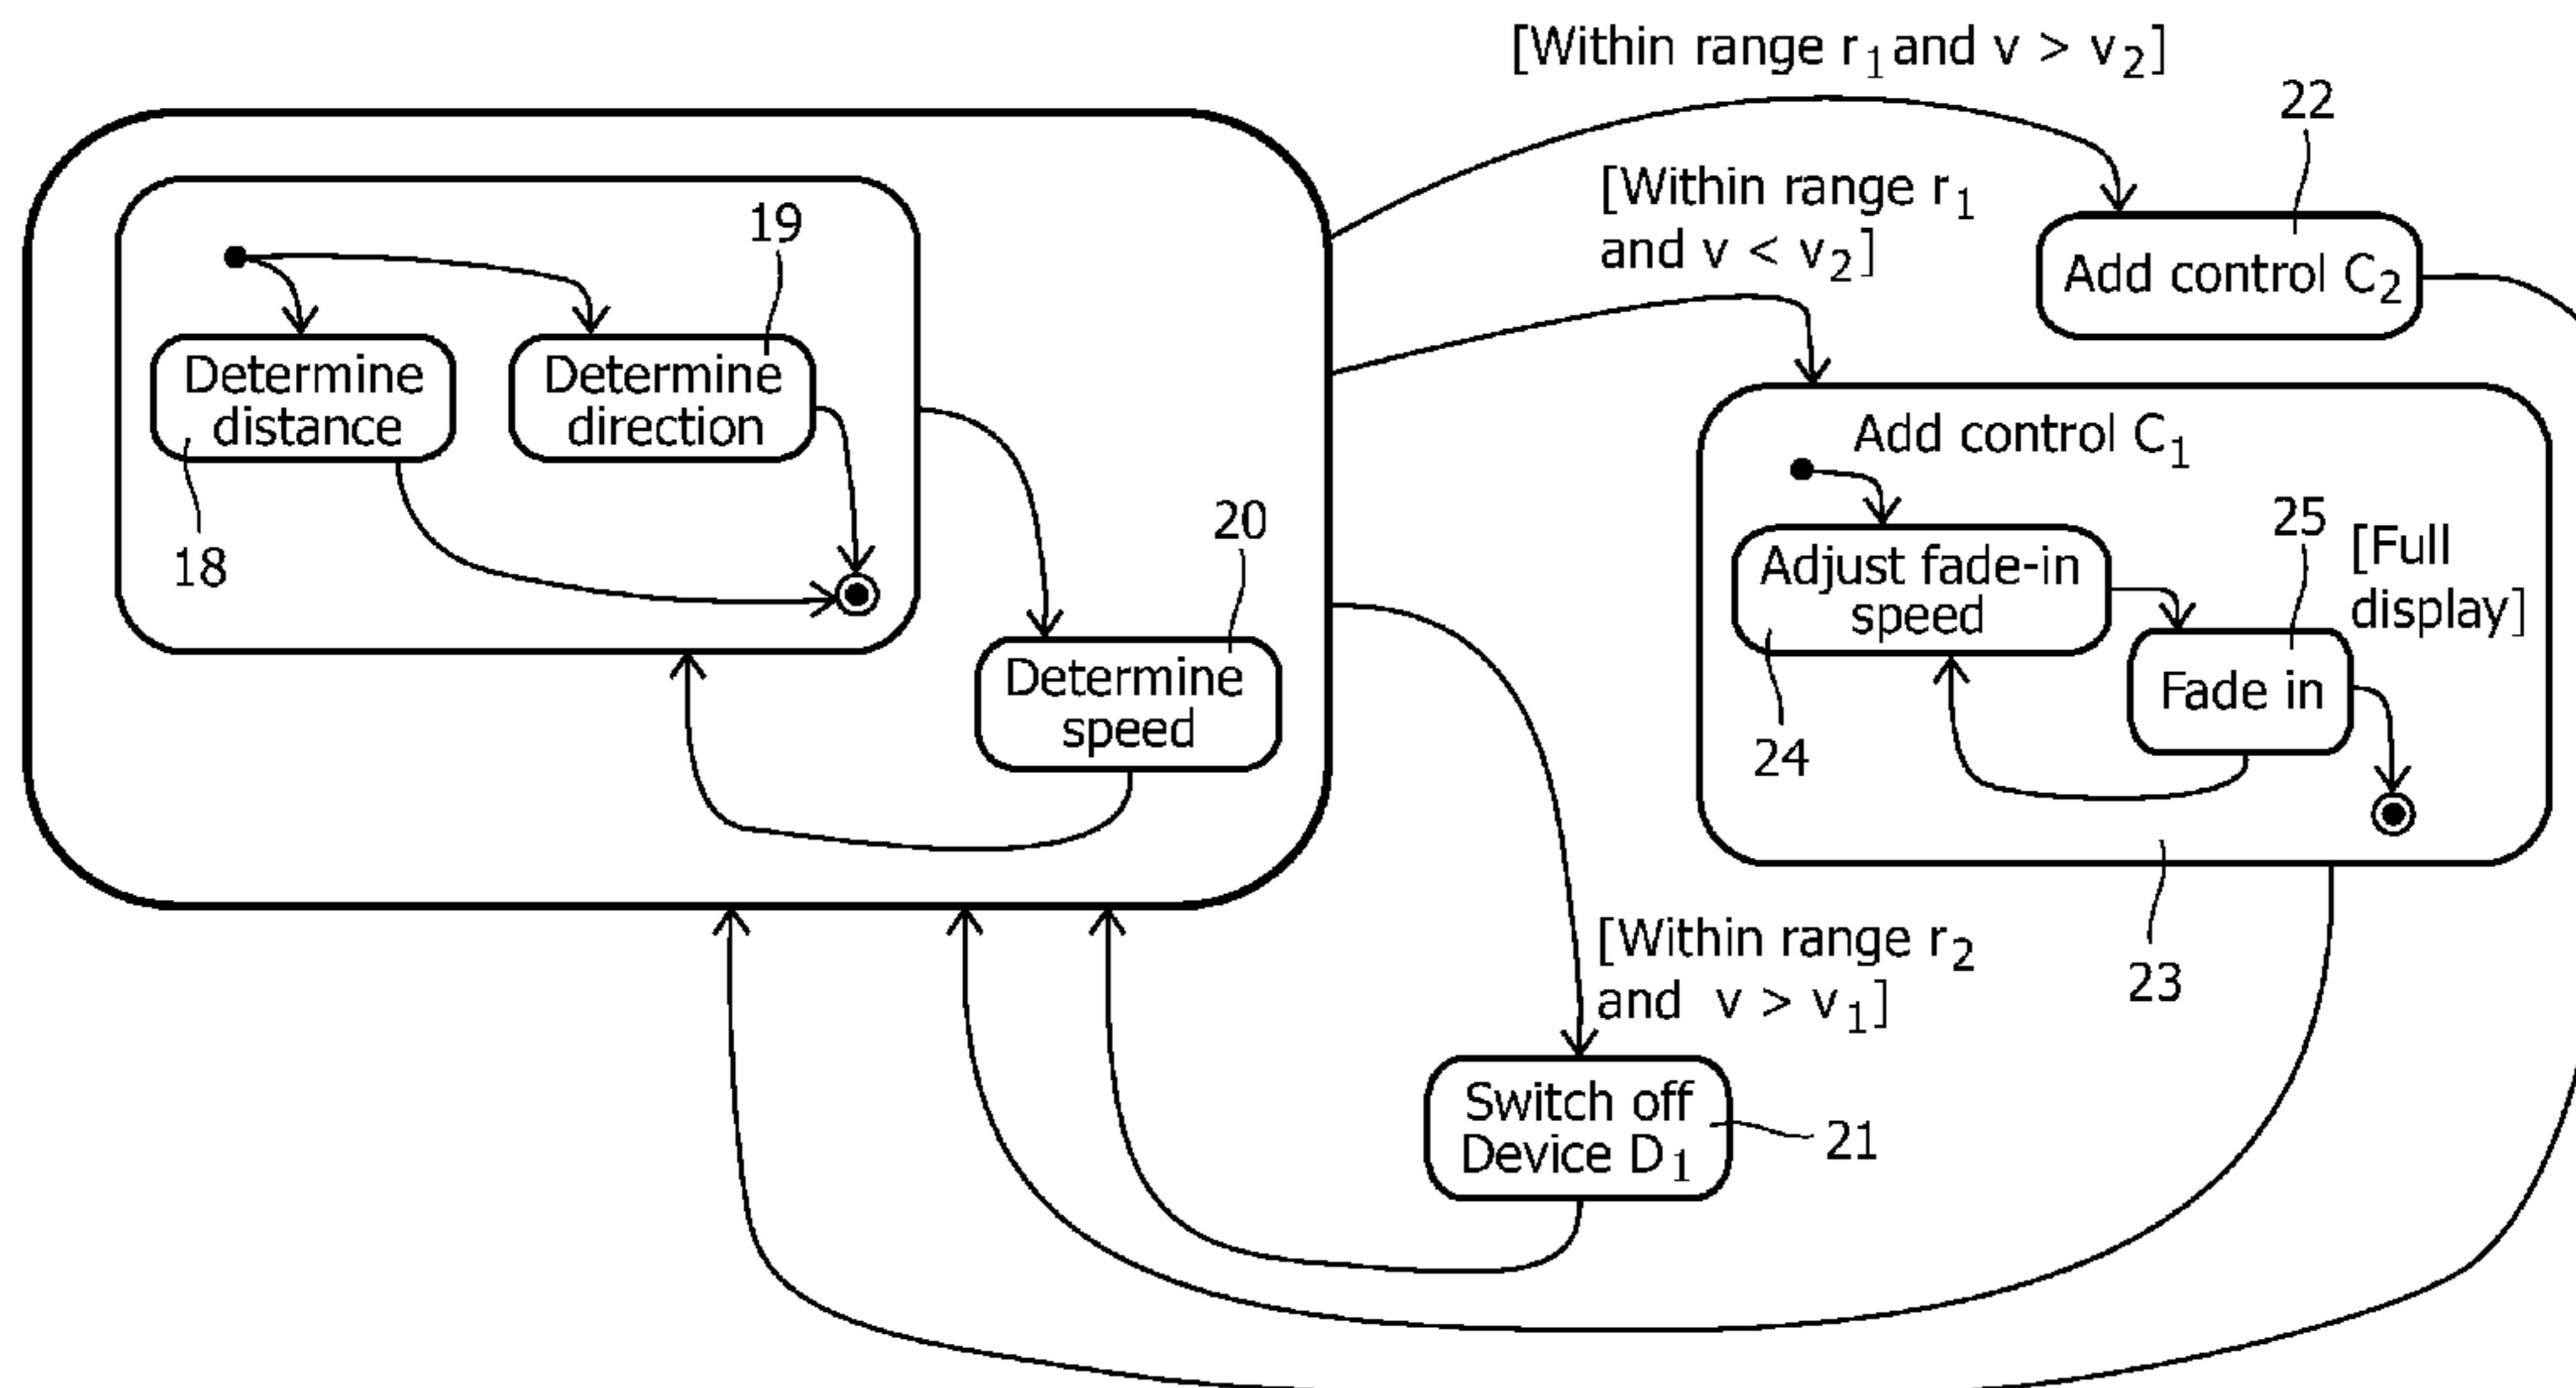 [Within range r₁ and v > v₂]
22
[Within range r₁
and v < v₂]
Add control C₂
19
Determine
distance
Determine
direction
18
20
Determine
speed
Add control C₁
25
[Full
display]
Adjust fade-in
speed
Fade in
24
23
[Within range r₂
and v > v₁]
Switch off
Device D₁
21